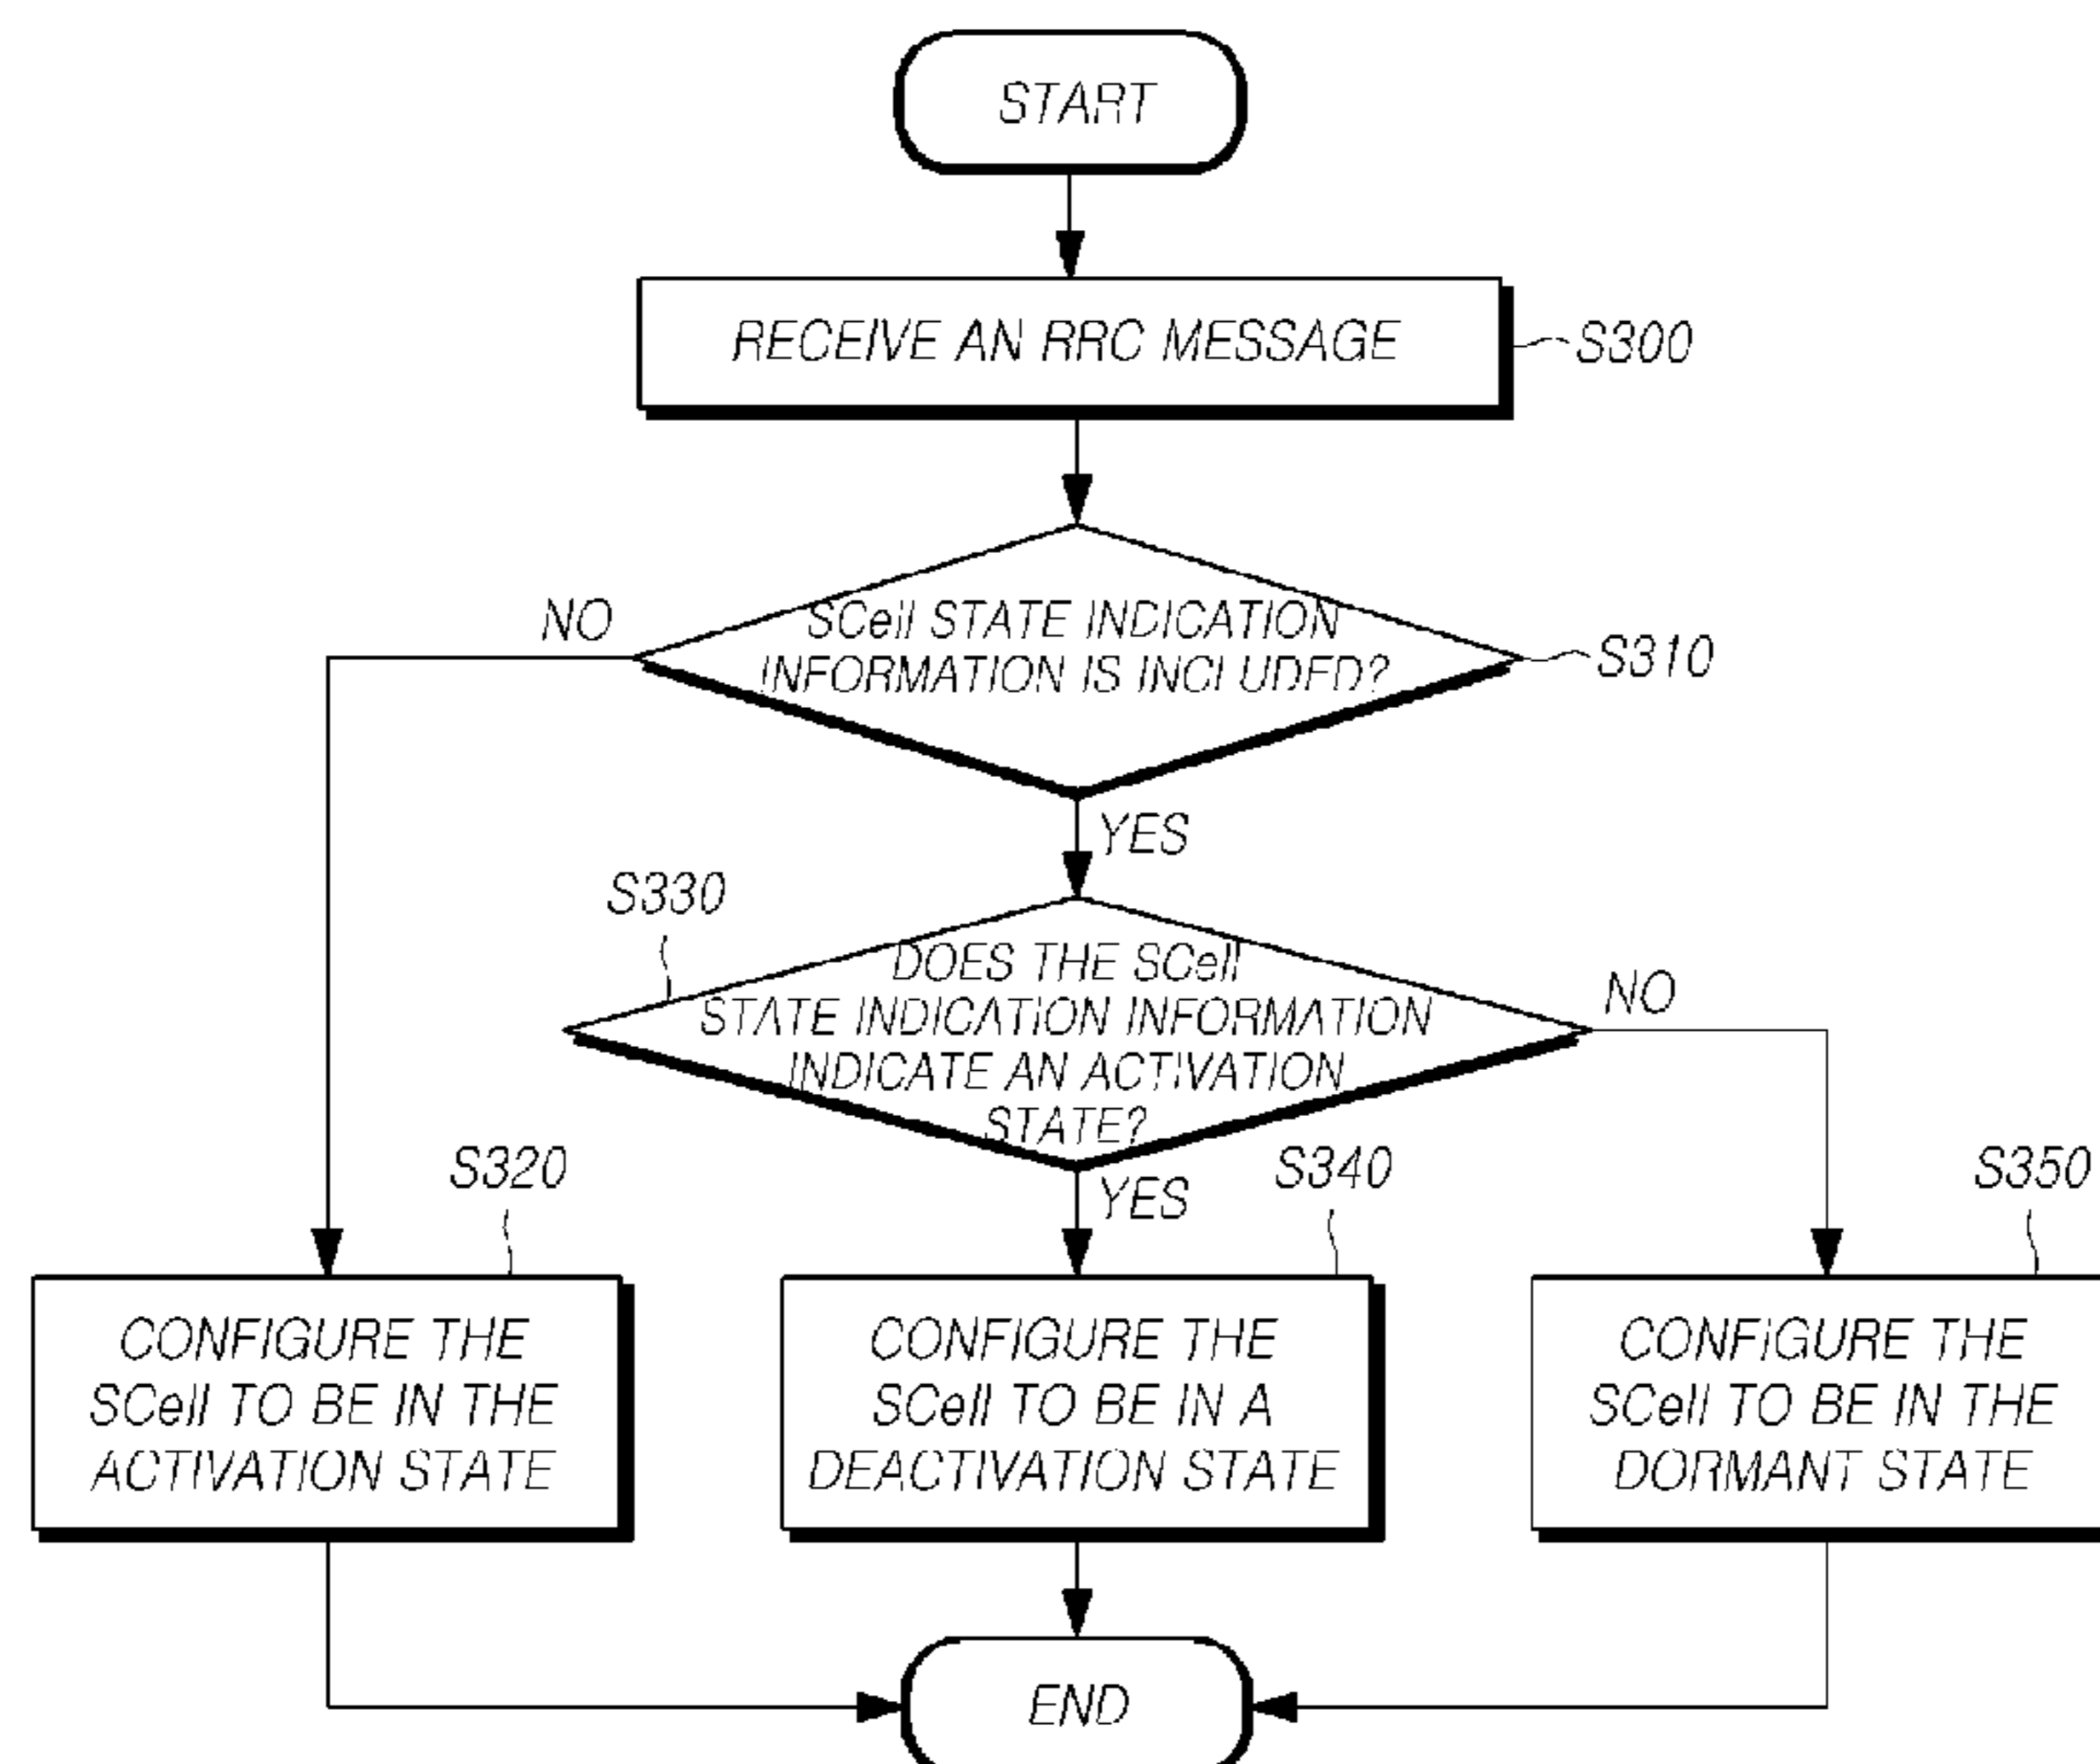 START
RECEIVE AN RRC MESSAGE
S300
NO
SCell STATE INDICATION
INFORMATION IS INCLUDED?
S310
YES
S330
DOES THE SCell
STATE INDICATION INFORMATION
INDICATE AN ACTIVATION
STATE?
NO
S320
S340
S350
YES
CONFIGURE THE
SCell TO BE IN THE
ACTIVATION STATE
CONFIGURE THE
SCell TO BE IN A
DEACTIVATION STATE
CONFIGURE THE
SCell TO BE IN THE
DORMANT STATE
END